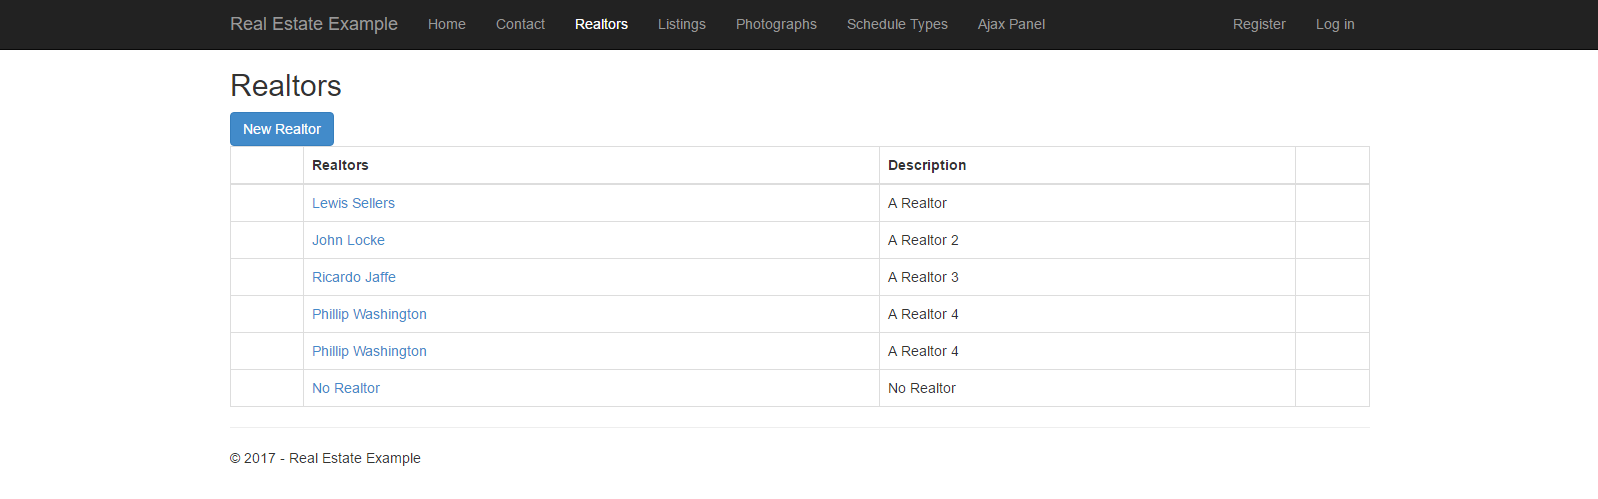 Real Estate Example Home Contact Realtors Listings Photographs Schedule Types Ajax Panel Register Log in
Realtors
New Realtor
Realtors Description
Lewis Sellers A Realtor
John Locke A Realtor 2
Ricardo Jaffe A Realtor 3
Phillip Washington A Realtor 4
Phillip Washington A Realtor 4
No Realtor No Realtor
© 2017 - Real Estate Example